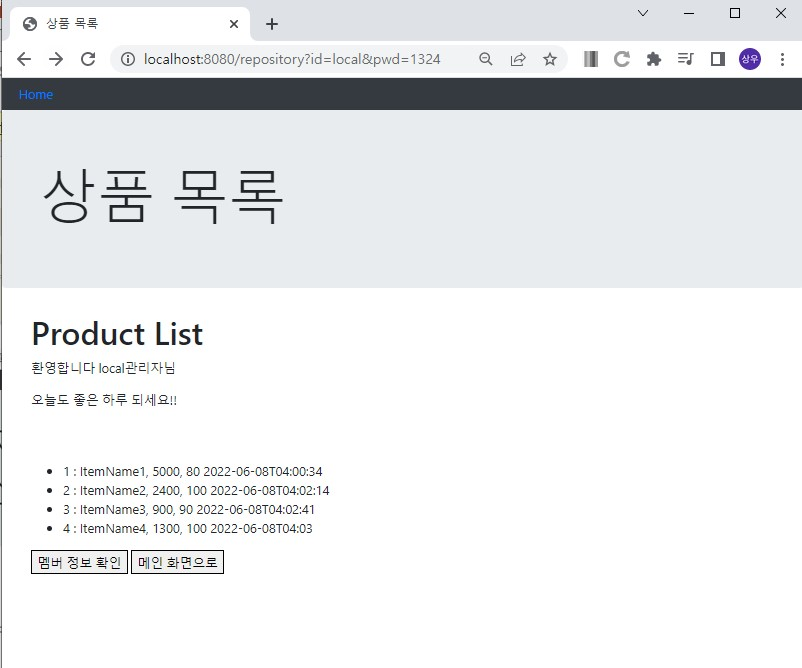 상품 목록
localhost:8080/repository?id=local&pwd=1324
상우
Home
상품 목록
Product List
환영합니다 local관리자님
오늘도 좋은 하루 되세요!!
1 : ItemName1, 5000, 80 2022-06-08T04:00:34
2 : ItemName2, 2400, 100 2022-06-08T04:02:14
3 : ItemName3, 900, 90 2022-06-08T04:02:41
4 : ItemName4, 1300, 100 2022-06-08T04:03
멤버 정보 확인 메인 화면으로